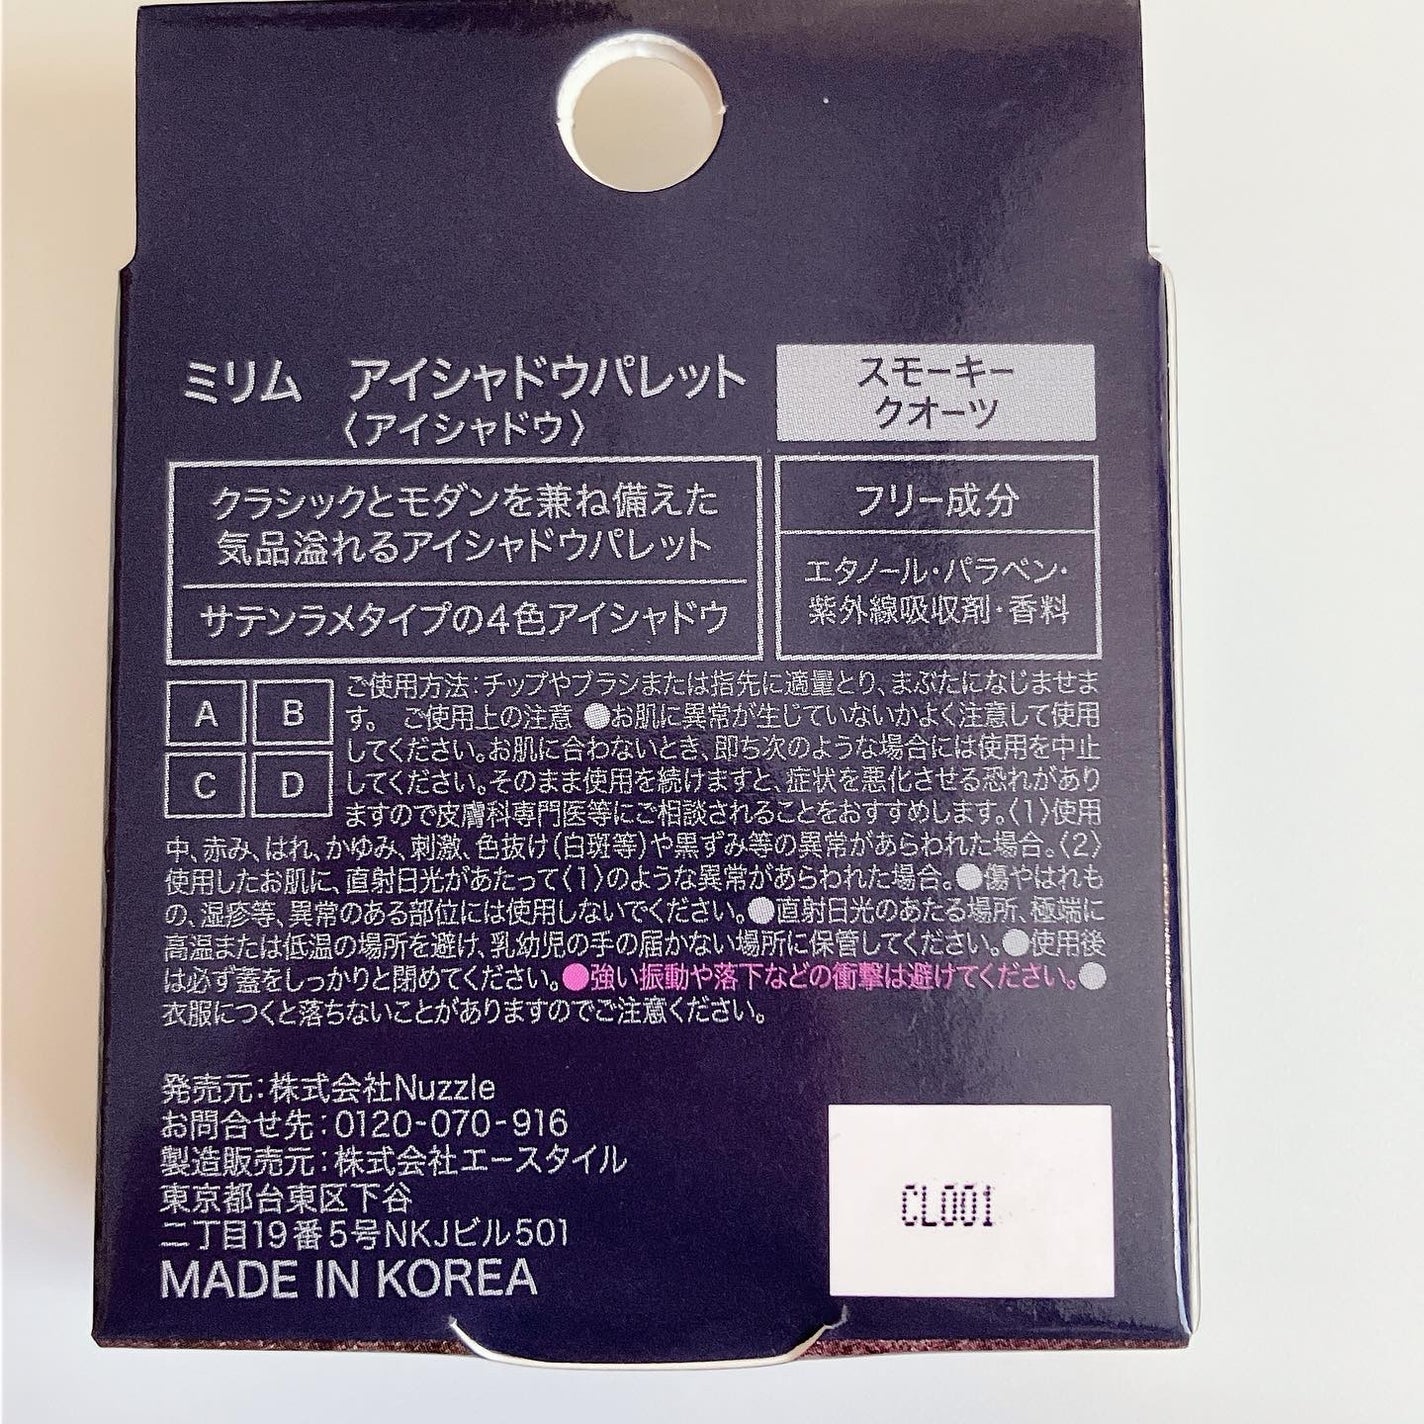 ミリム　アイシャドウパレット
〈アイシャドウ〉
スモーキー
クオーツ
クラシックとモダンを兼ね備えた
気品溢れるアイシャドウパレット
サテンラメタイプの4色アイシャドウ
フリー成分
エタノール・パラベン・
紫外線吸収剤・香料
A B
C D
ご使用方法：チップやブラシまたは指先に適量とり、まぶたになじませま
す。　ご使用上の注意 ●お肌に異常が生じていないかよく注意して使用
してください。お肌に合わないとき、即ち次のような場合には使用を中止
してください。そのまま使用を続けますと、症状を悪化させる恐れがあり
ますので皮膚科専門医等にご相談されることをおすすめします。〈1〉使用
中、赤み、はれ、かゆみ、刺激、色抜け（白斑等）や黒ずみ等の異常があらわれた場合。〈2〉
使用したお肌に、直射日光があたって〈1〉のような異常があらわれた場合。●傷やはれも
の、湿疹等、異常のある部位には使用しないでください。●直射日光のあたる場所、極端に
高温または低温の場所を避け、乳幼児の手の届かない場所に保管してください。●使用後
は必ず蓋をしっかりと閉めてください。●強い振動や落下などの衝撃は避けてください。●
衣服につくと落ちないことがありますのでご注意ください。
発売元：株式会社Nuzzle
お問合せ先：0120-070-916
製造販売元：株式会社エースタイル
東京都台東区下谷
二丁目19番5号NKJビル501
MADE IN KOREA
CL001